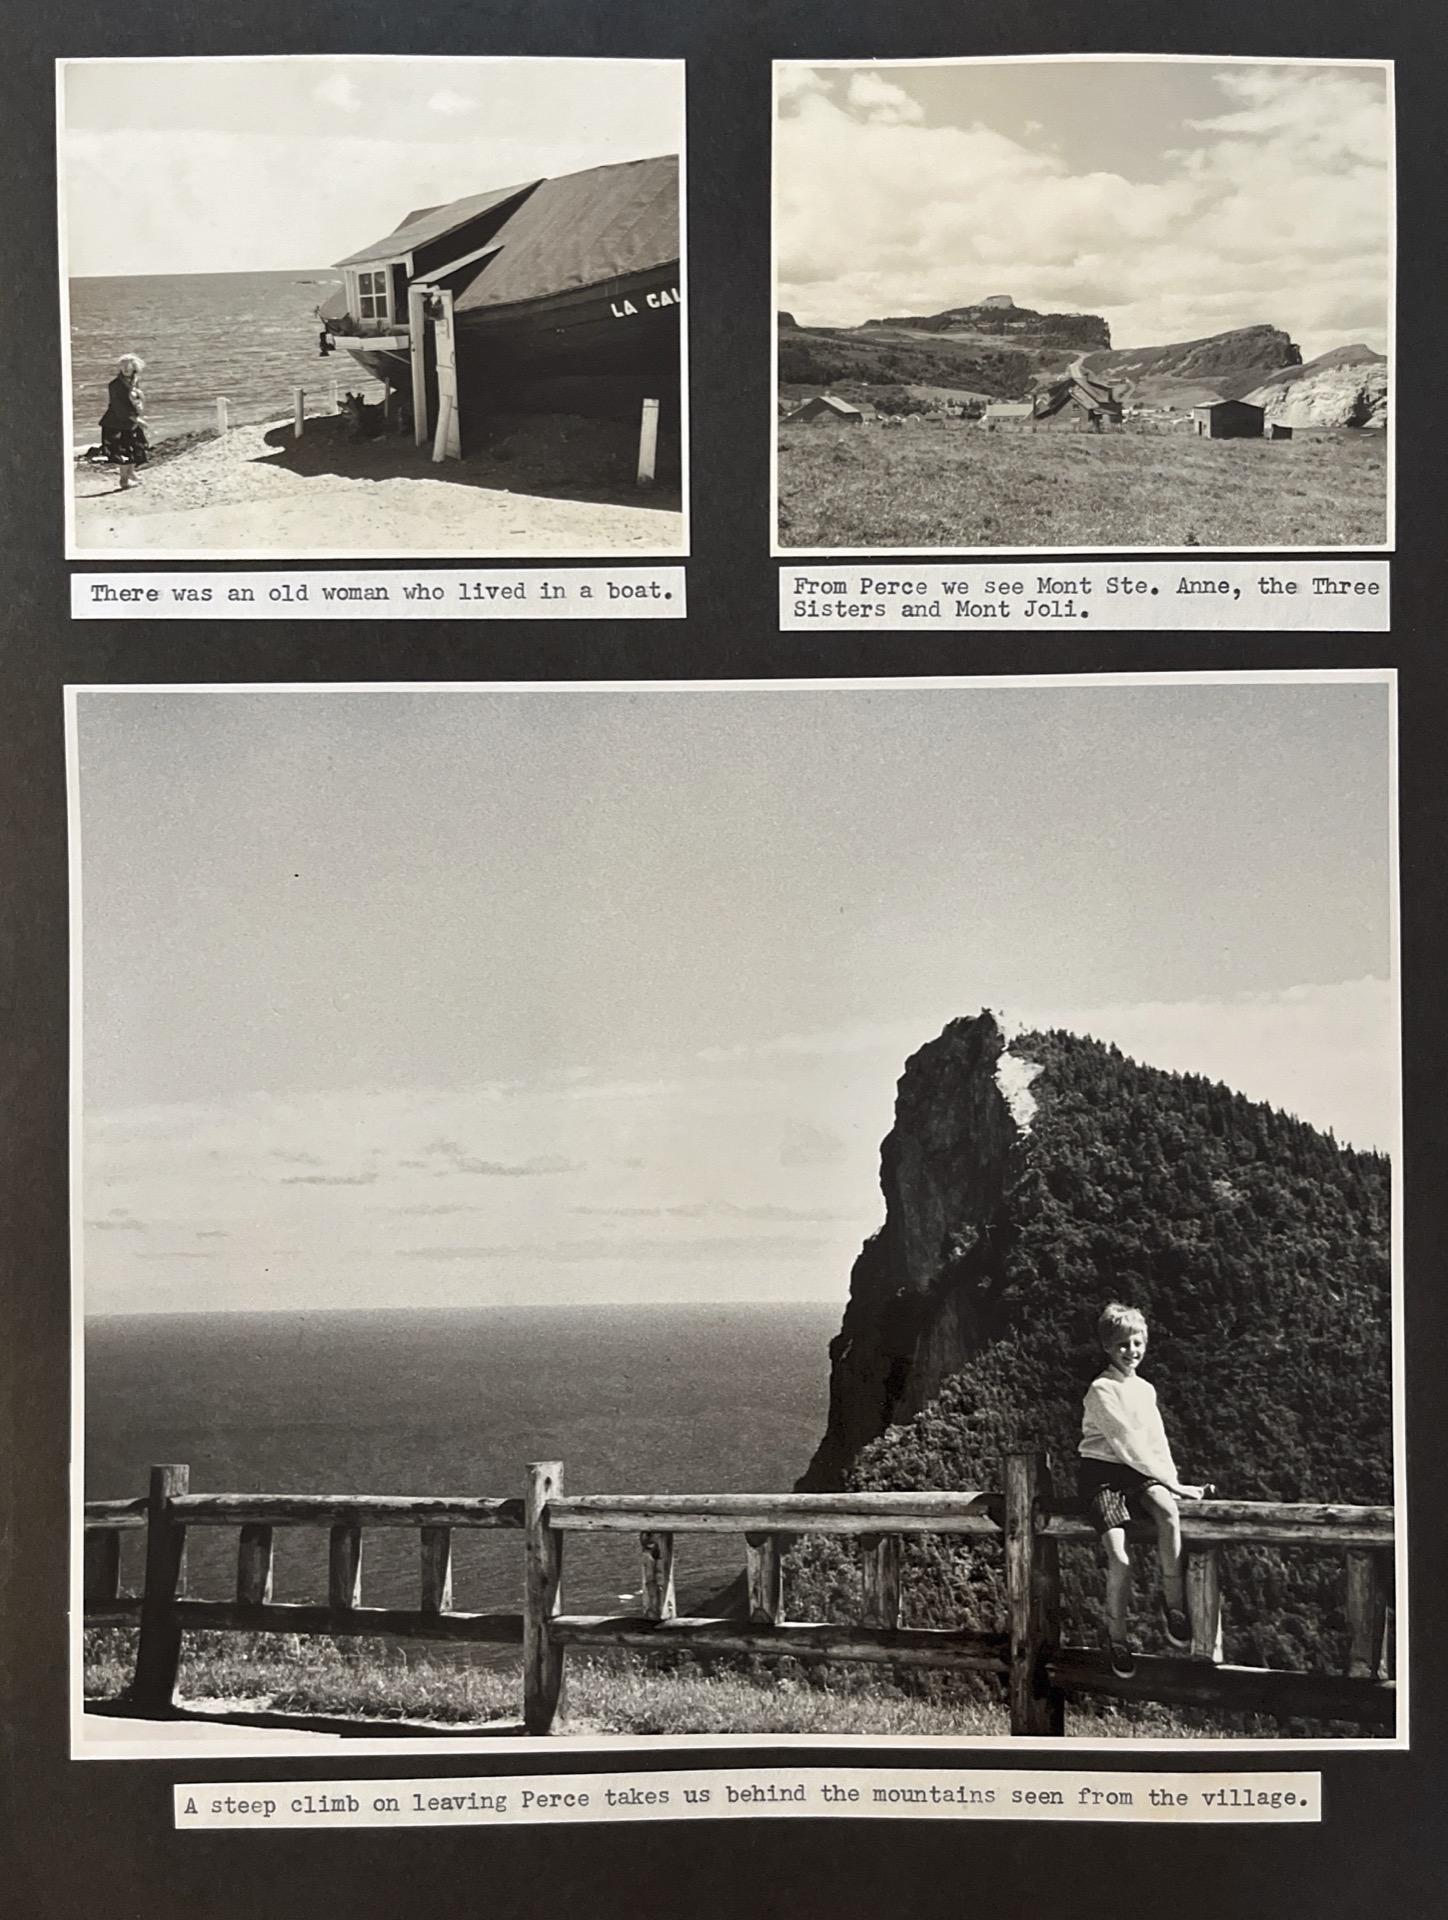 LA CAL
There was an old woman who lived in a boat.
From Perce we see Mont Ste. Anne, the Three
Sisters and Mont Joli.
A steep climb on leaving Perce takes us behind the mountains seen from the village.